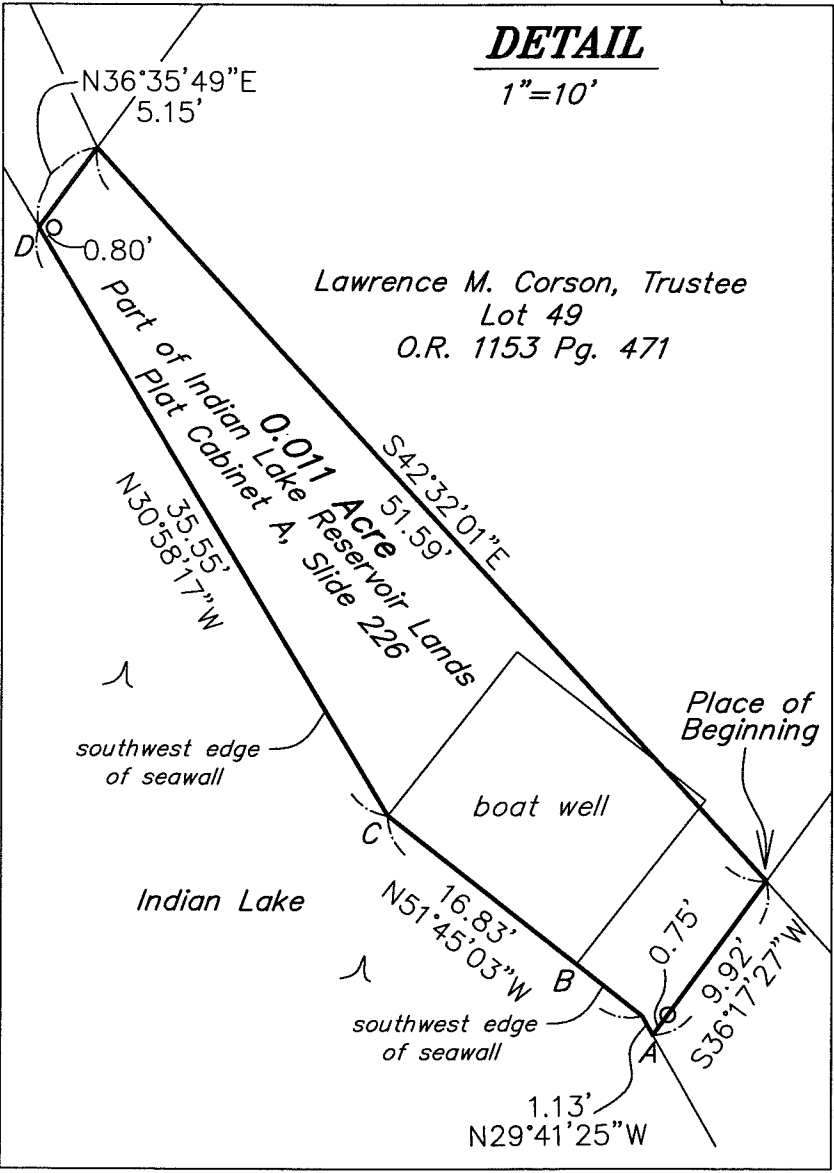 DETAIL
1"=10'
N36°35'49"E
5.15'
D
0.80'
Lawrence M. Corson, Trustee
Lot 49
O.R. 1153 Pg. 471
Part of Indian Lake Reservoir Lands
Plat Cabinet A, Slide 226
0.011 Acre
S42°32'01"E
51.59'
35.55'
N30°58'17"W
southwest edge
of seawall
Place of
Beginning
boat well
C
Indian Lake
16.83'
N51°45'03"W
B
0.75'
9.92'
S36°17'27"W
southwest edge
of seawall
A
1.13'
N29°41'25"W